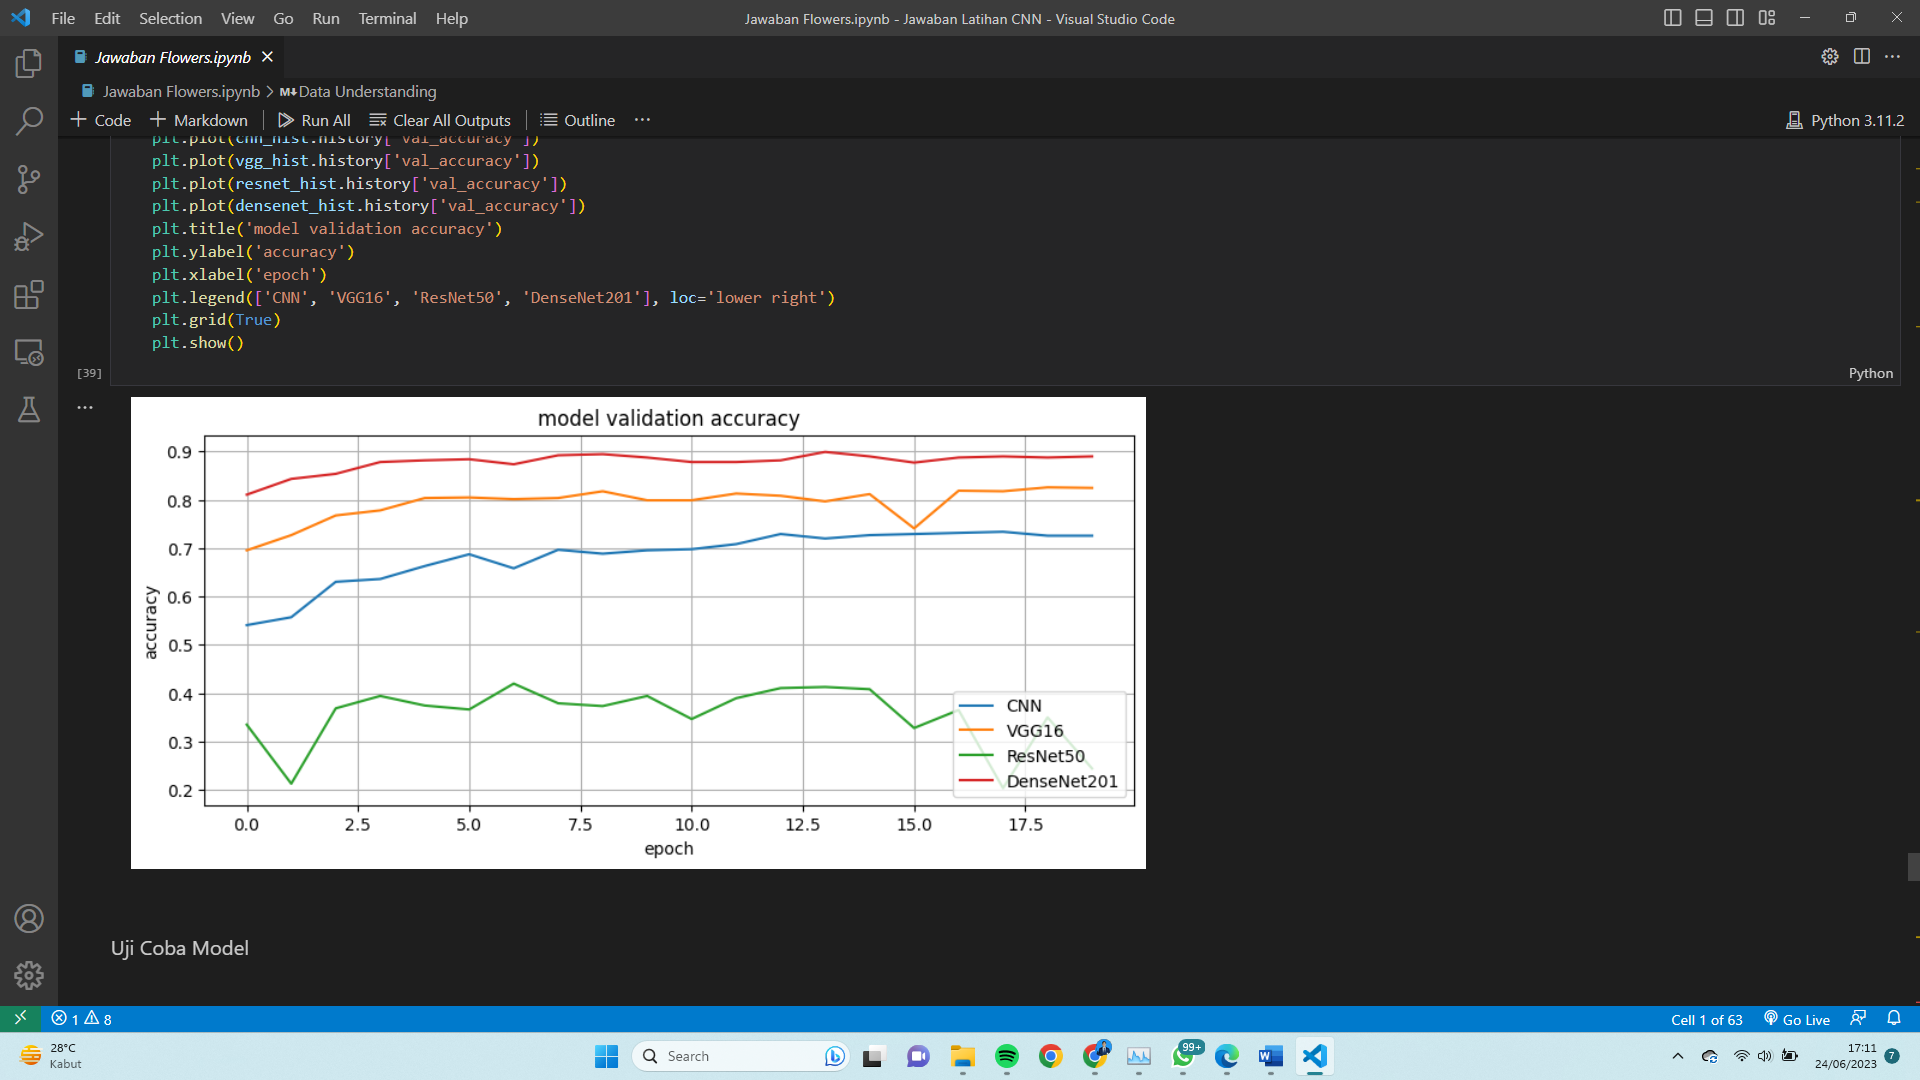 File Edit Selection View Go Run Terminal Help
Jawaban Flowers.ipynb - Jawaban Latihan CNN - Visual Studio Code
Jawaban Flowers.ipynb
Jawaban Flowers.ipynb > M↓Data Understanding
+ Code + Markdown Run All Clear All Outputs Outline ...
Python 3.11.2
plt.plot(cnn_hist.history['val_accuracy'])
plt.plot(vgg_hist.history['val_accuracy'])
plt.plot(resnet_hist.history['val_accuracy'])
plt.plot(densenet_hist.history['val_accuracy'])
plt.title('model validation accuracy')
plt.ylabel('accuracy')
plt.xlabel('epoch')
plt.legend(['CNN', 'VGG16', 'ResNet50', 'DenseNet201'], loc='lower right')
plt.grid(True)
plt.show()
[39]
Python
...
model validation accuracy
0.9
0.8
0.7
0.6
0.5
0.4
0.3
0.2
accuracy
CNN
VGG16
ResNet50
DenseNet201
0.0 2.5 5.0 7.5 10.0 12.5 15.0 17.5
epoch
Uji Coba Model
1 8
Cell 1 of 63 Go Live
28°C
Kabut
Search
99+
17:11
24/06/2023
7